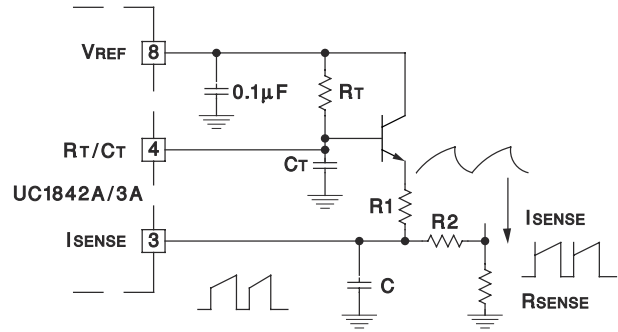 VREF 8
0.1µF RT
RT/CT 4
CT
UC1842A/3A
R1
R2
ISENSE
ISENSE 3
C
RSENSE